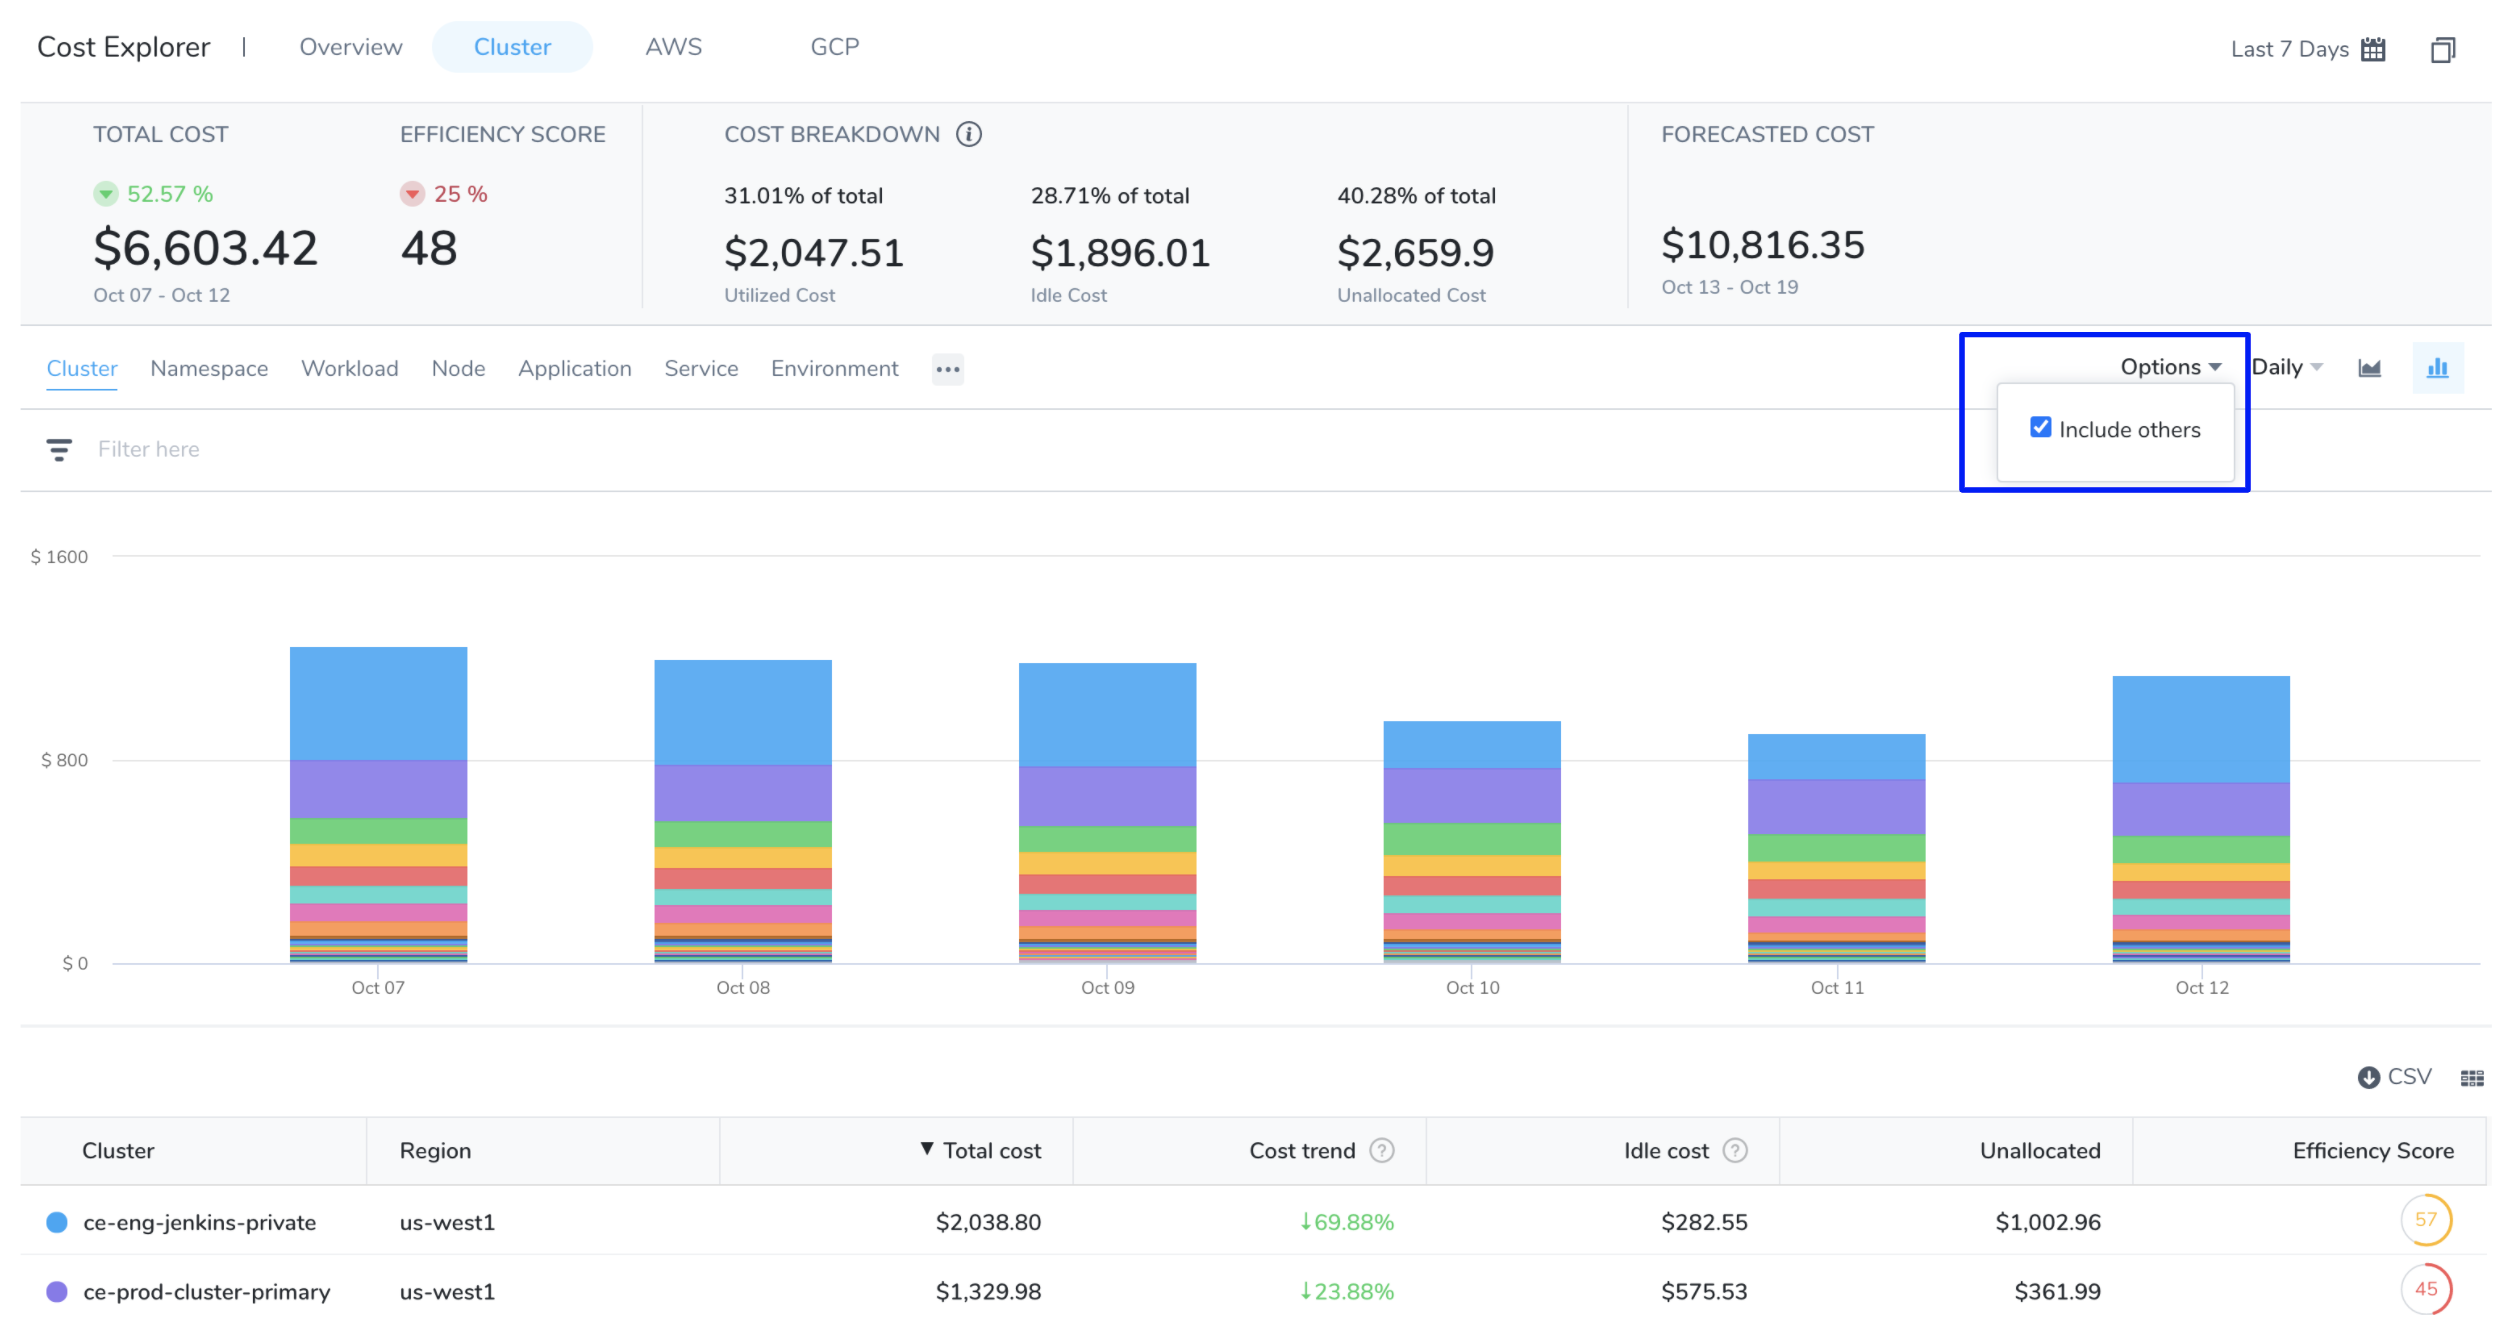 Cost Explorer | Overview Cluster AWS GCP Last 7 Days
TOTAL COST EFFICIENCY SCORE COST BREAKDOWN i FORECASTED COST
52.57 % 25 % 31.01% of total 28.71% of total 40.28% of total
$6,603.42 48 $2,047.51 $1,896.01 $2,659.9 $10,816.35
Oct 07 - Oct 12 Utilized Cost Idle Cost Unallocated Cost Oct 13 - Oct 19
Cluster Namespace Workload Node Application Service Environment ••• Options Daily
Include others
Filter here
$ 1600
$ 800
$ 0
Oct 07 Oct 08 Oct 09 Oct 10 Oct 11 Oct 12
CSV
Cluster Region ▼ Total cost Cost trend ? Idle cost ? Unallocated Efficiency Score
ce-eng-jenkins-private us-west1 $2,038.80 ↓69.88% $282.55 $1,002.96 57
ce-prod-cluster-primary us-west1 $1,329.98 ↓23.88% $575.53 $361.99 45